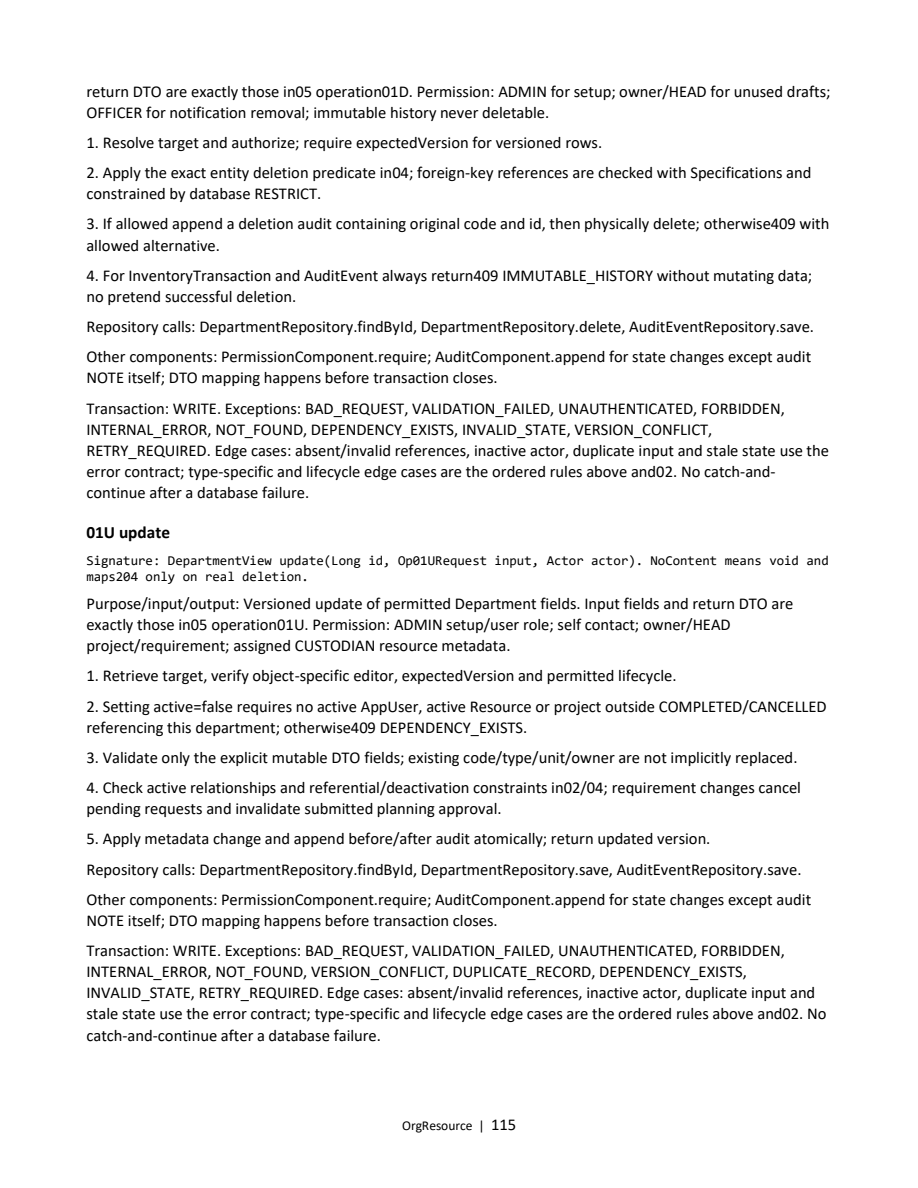 return DTO are exactly those in05 operation01D. Permission: ADMIN for setup; owner/HEAD for unused drafts;
OFFICER for notification removal; immutable history never deletable.
1. Resolve target and authorize; require expectedVersion for versioned rows.
2. Apply the exact entity deletion predicate in04; foreign-key references are checked with Specifications and
constrained by database RESTRICT.
3. If allowed append a deletion audit containing original code and id, then physically delete; otherwise409 with
allowed alternative.
4. For InventoryTransaction and AuditEvent always return409 IMMUTABLE_HISTORY without mutating data;
no pretend successful deletion.
Repository calls: DepartmentRepository.findById, DepartmentRepository.delete, AuditEventRepository.save.
Other components: PermissionComponent.require; AuditComponent.append for state changes except audit
NOTE itself; DTO mapping happens before transaction closes.
Transaction: WRITE. Exceptions: BAD_REQUEST, VALIDATION_FAILED, UNAUTHENTICATED, FORBIDDEN,
INTERNAL_ERROR, NOT_FOUND, DEPENDENCY_EXISTS, INVALID_STATE, VERSION_CONFLICT,
RETRY_REQUIRED. Edge cases: absent/invalid references, inactive actor, duplicate input and stale state use the
error contract; type-specific and lifecycle edge cases are the ordered rules above and02. No catch-and-
continue after a database failure.
01U update
Signature: DepartmentView update(Long id, Op01URequest input, Actor actor). NoContent means void and
maps204 only on real deletion.
Purpose/input/output: Versioned update of permitted Department fields. Input fields and return DTO are
exactly those in05 operation01U. Permission: ADMIN setup/user role; self contact; owner/HEAD
project/requirement; assigned CUSTODIAN resource metadata.
1. Retrieve target, verify object-specific editor, expectedVersion and permitted lifecycle.
2. Setting active=false requires no active AppUser, active Resource or project outside COMPLETED/CANCELLED
referencing this department; otherwise409 DEPENDENCY_EXISTS.
3. Validate only the explicit mutable DTO fields; existing code/type/unit/owner are not implicitly replaced.
4. Check active relationships and referential/deactivation constraints in02/04; requirement changes cancel
pending requests and invalidate submitted planning approval.
5. Apply metadata change and append before/after audit atomically; return updated version.
Repository calls: DepartmentRepository.findById, DepartmentRepository.save, AuditEventRepository.save.
Other components: PermissionComponent.require; AuditComponent.append for state changes except audit
NOTE itself; DTO mapping happens before transaction closes.
Transaction: WRITE. Exceptions: BAD_REQUEST, VALIDATION_FAILED, UNAUTHENTICATED, FORBIDDEN,
INTERNAL_ERROR, NOT_FOUND, VERSION_CONFLICT, DUPLICATE_RECORD, DEPENDENCY_EXISTS,
INVALID_STATE, RETRY_REQUIRED. Edge cases: absent/invalid references, inactive actor, duplicate input and
stale state use the error contract; type-specific and lifecycle edge cases are the ordered rules above and02. No
catch-and-continue after a database failure.
OrgResource | 115